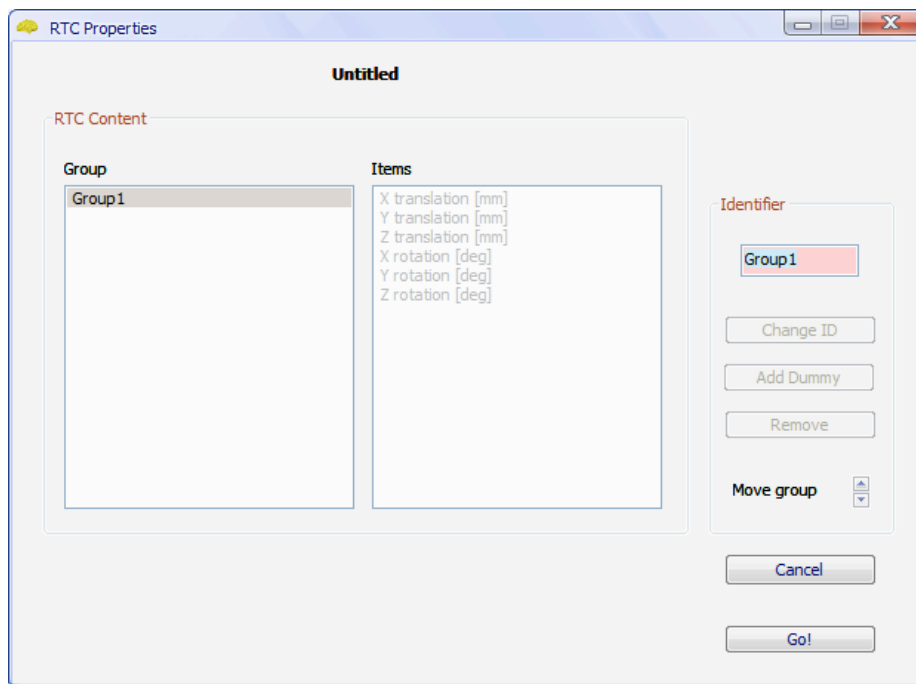 RTC Properties
Untitled
RTC Content
Group
Items
Group1
X translation [mm]
Y translation [mm]
Z translation [mm]
X rotation [deg]
Y rotation [deg]
Z rotation [deg]
Identifier
Group1
Change ID
Add Dummy
Remove
Move group
Cancel
Go!